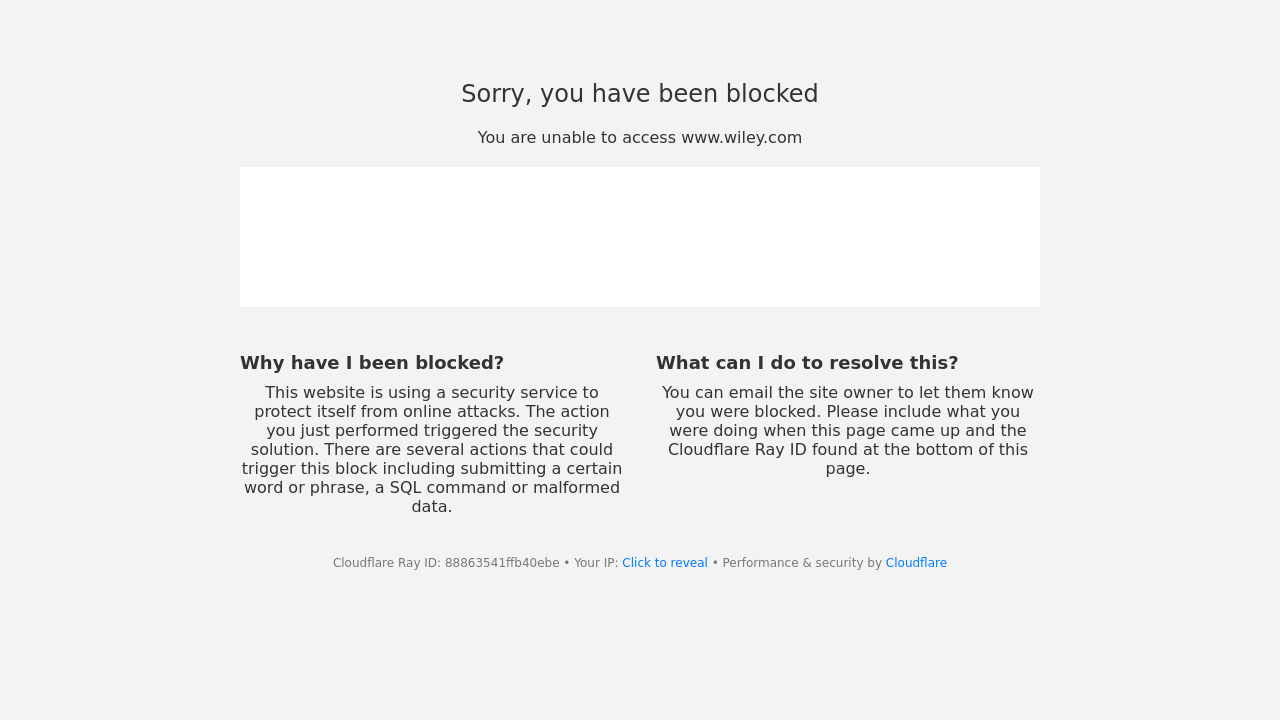 Sorry, you have been blocked
You are unable to access www.wiley.com
Why have I been blocked?
This website is using a security service to
protect itself from online attacks. The action
you just performed triggered the security
solution. There are several actions that could
trigger this block including submitting a certain
word or phrase, a SQL command or malformed
data.
What can I do to resolve this?
You can email the site owner to let them know
you were blocked. Please include what you
were doing when this page came up and the
Cloudflare Ray ID found at the bottom of this
page.
Cloudflare Ray ID: 88863541ffb40ebe • Your IP: Click to reveal • Performance & security by Cloudflare